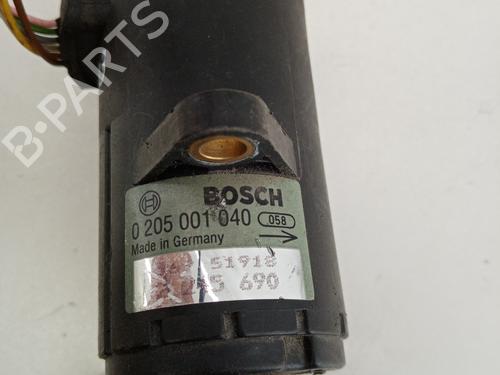 B-PARTS
BOSCH
0 205 001 040 058
Made in Germany
51918
690